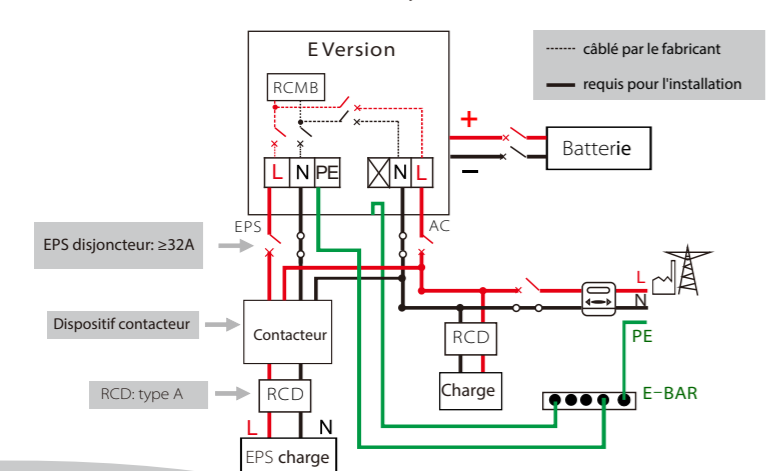 E Version
câblé par le fabricant
requis pour l'installation
RCMB
+
Batterie
–
L N PE N L
EPS
AC
EPS disjoncteur: ≥32A
L
N
Dispositif contacteur
Contacteur
RCD
PE
RCD: type A
RCD
Charge
E-BAR
L N
EPS charge